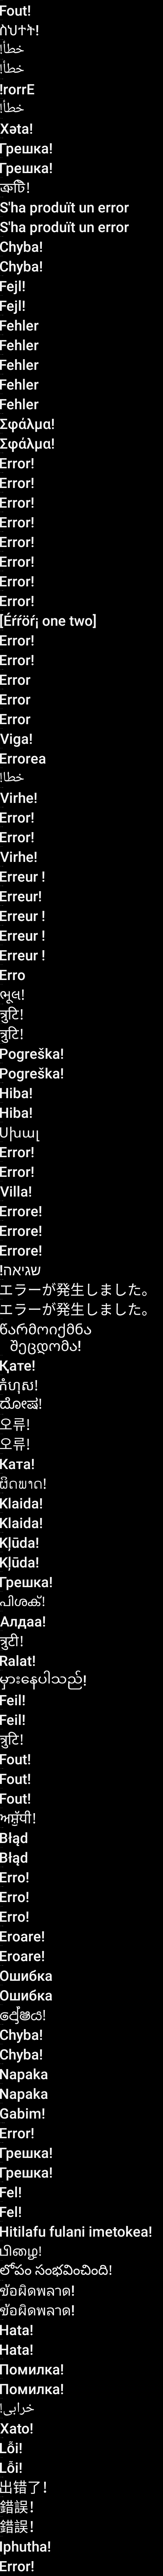 Fout!
ስህተት!
خطأ!
خطأ!
!rorrE
خطأ!
Xəta!
Грешка!
Грешка!
ত্রুটি!
S'ha produït un error
S'ha produït un error
Chyba!
Chyba!
Fejl!
Fejl!
Fehler
Fehler
Fehler
Fehler
Fehler
Σφάλμα!
Σφάλμα!
Error!
Error!
Error!
Error!
Error!
Error!
Error!
Error!
[Éŕŕöŕ¡ one two]
Error!
Error!
Error
Error
Error
Viga!
Errorea
خطا!
Virhe!
Error!
Error!
Virhe!
Erreur !
Erreur!
Erreur !
Erreur !
Erreur !
Erro
ભૂલ!
त्रुटि!
त्रुटि!
Pogreška!
Pogreška!
Hiba!
Hiba!
Սխալ
Error!
Error!
Villa!
Errore!
Errore!
Errore!
שגיאה!
エラーが発生しました。
エラーが発生しました。
წარმოიქმნა
შეცდომა!
Қате!
កំហុស!
ದೋಷ!
오류!
오류!
Ката!
ຜິດພາດ!
Klaida!
Klaida!
Kļūda!
Kļūda!
Грешка!
പിശക്!
Алдаа!
त्रुटी!
Ralat!
မှားနေပါသည်!
Feil!
Feil!
त्रुटि!
Fout!
Fout!
Fout!
ਅਸ਼ੁੱਧੀ!
Błąd
Błąd
Erro!
Erro!
Erro!
Eroare!
Eroare!
Ошибка
Ошибка
දෝෂය!
Chyba!
Chyba!
Napaka
Napaka
Gabim!
Error!
Грешка!
Грешка!
Fel!
Fel!
Hitilafu fulani imetokea!
பிழை!
లోపం సంభవించింది!
ข้อผิดพลาด!
ข้อผิดพลาด!
Hata!
Hata!
Помилка!
Помилка!
خرابی!
Xato!
Lỗi!
Lỗi!
出错了！
錯誤！
錯誤！
Iphutha!
Error!